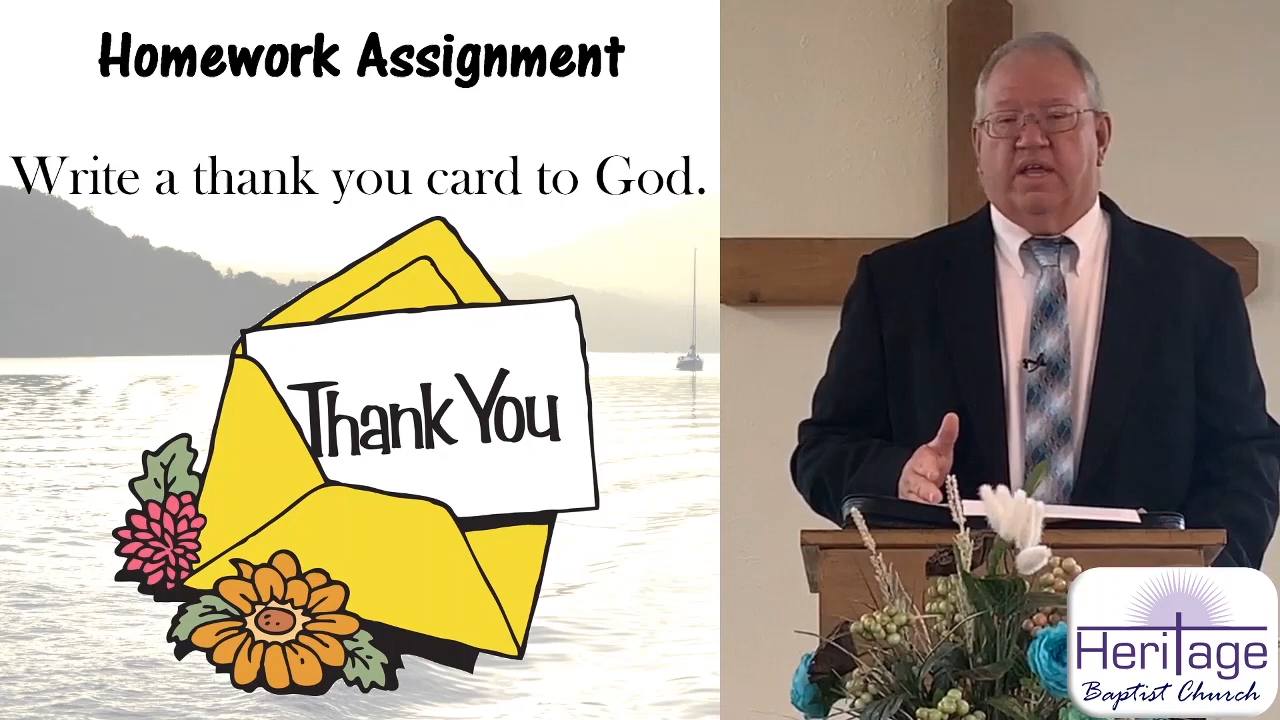 Homework Assignment
Write a thank you card to God.
Thank You
Heritage
Baptist Church